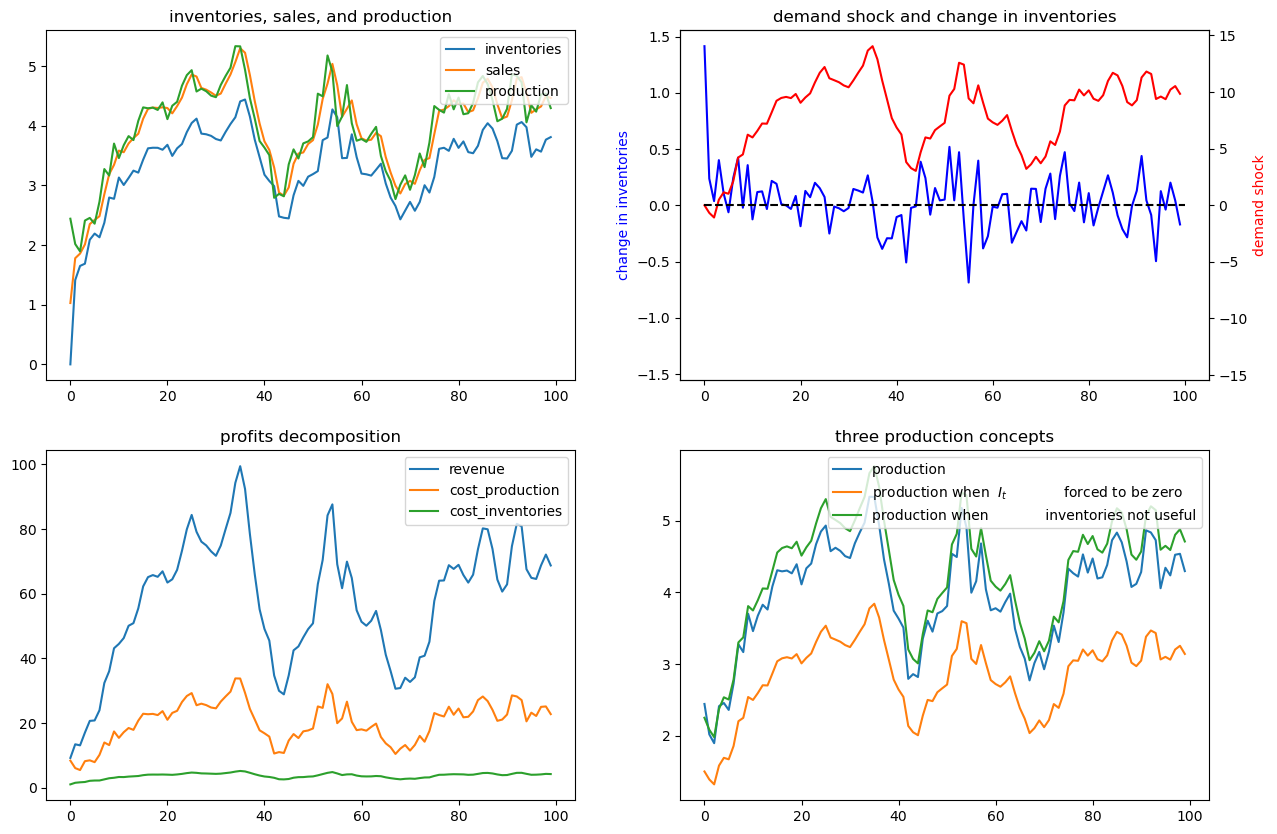 inventories, sales, and production
inventories
sales
production
5
4
3
2
1
0
0 20 40 60 80 100
demand shock and change in inventories
1.5
1.0
0.5
0.0
−0.5
−1.0
−1.5
change in inventories
15
10
5
0
−5
−10
−15
demand shock
0 20 40 60 80 100
profits decomposition
revenue
cost_production
cost_inventories
100
80
60
40
20
0
0 20 40 60 80 100
three production concepts
production
production when I_t forced to be zero
production when inventories not useful
5
4
3
2
0 20 40 60 80 100